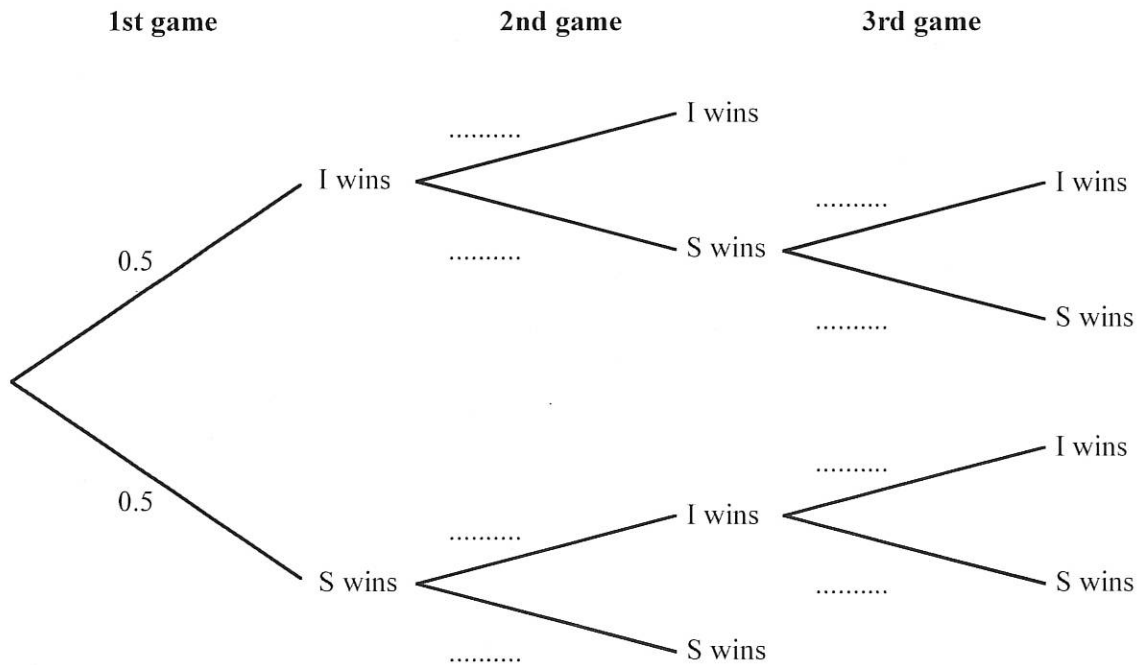 1st game 2nd game 3rd game
I wins
..........
I wins
I wins
..........
0.5
S wins
..........
S wins
..........
I wins
..........
0.5
I wins
..........
S wins
S wins
..........
S wins
..........